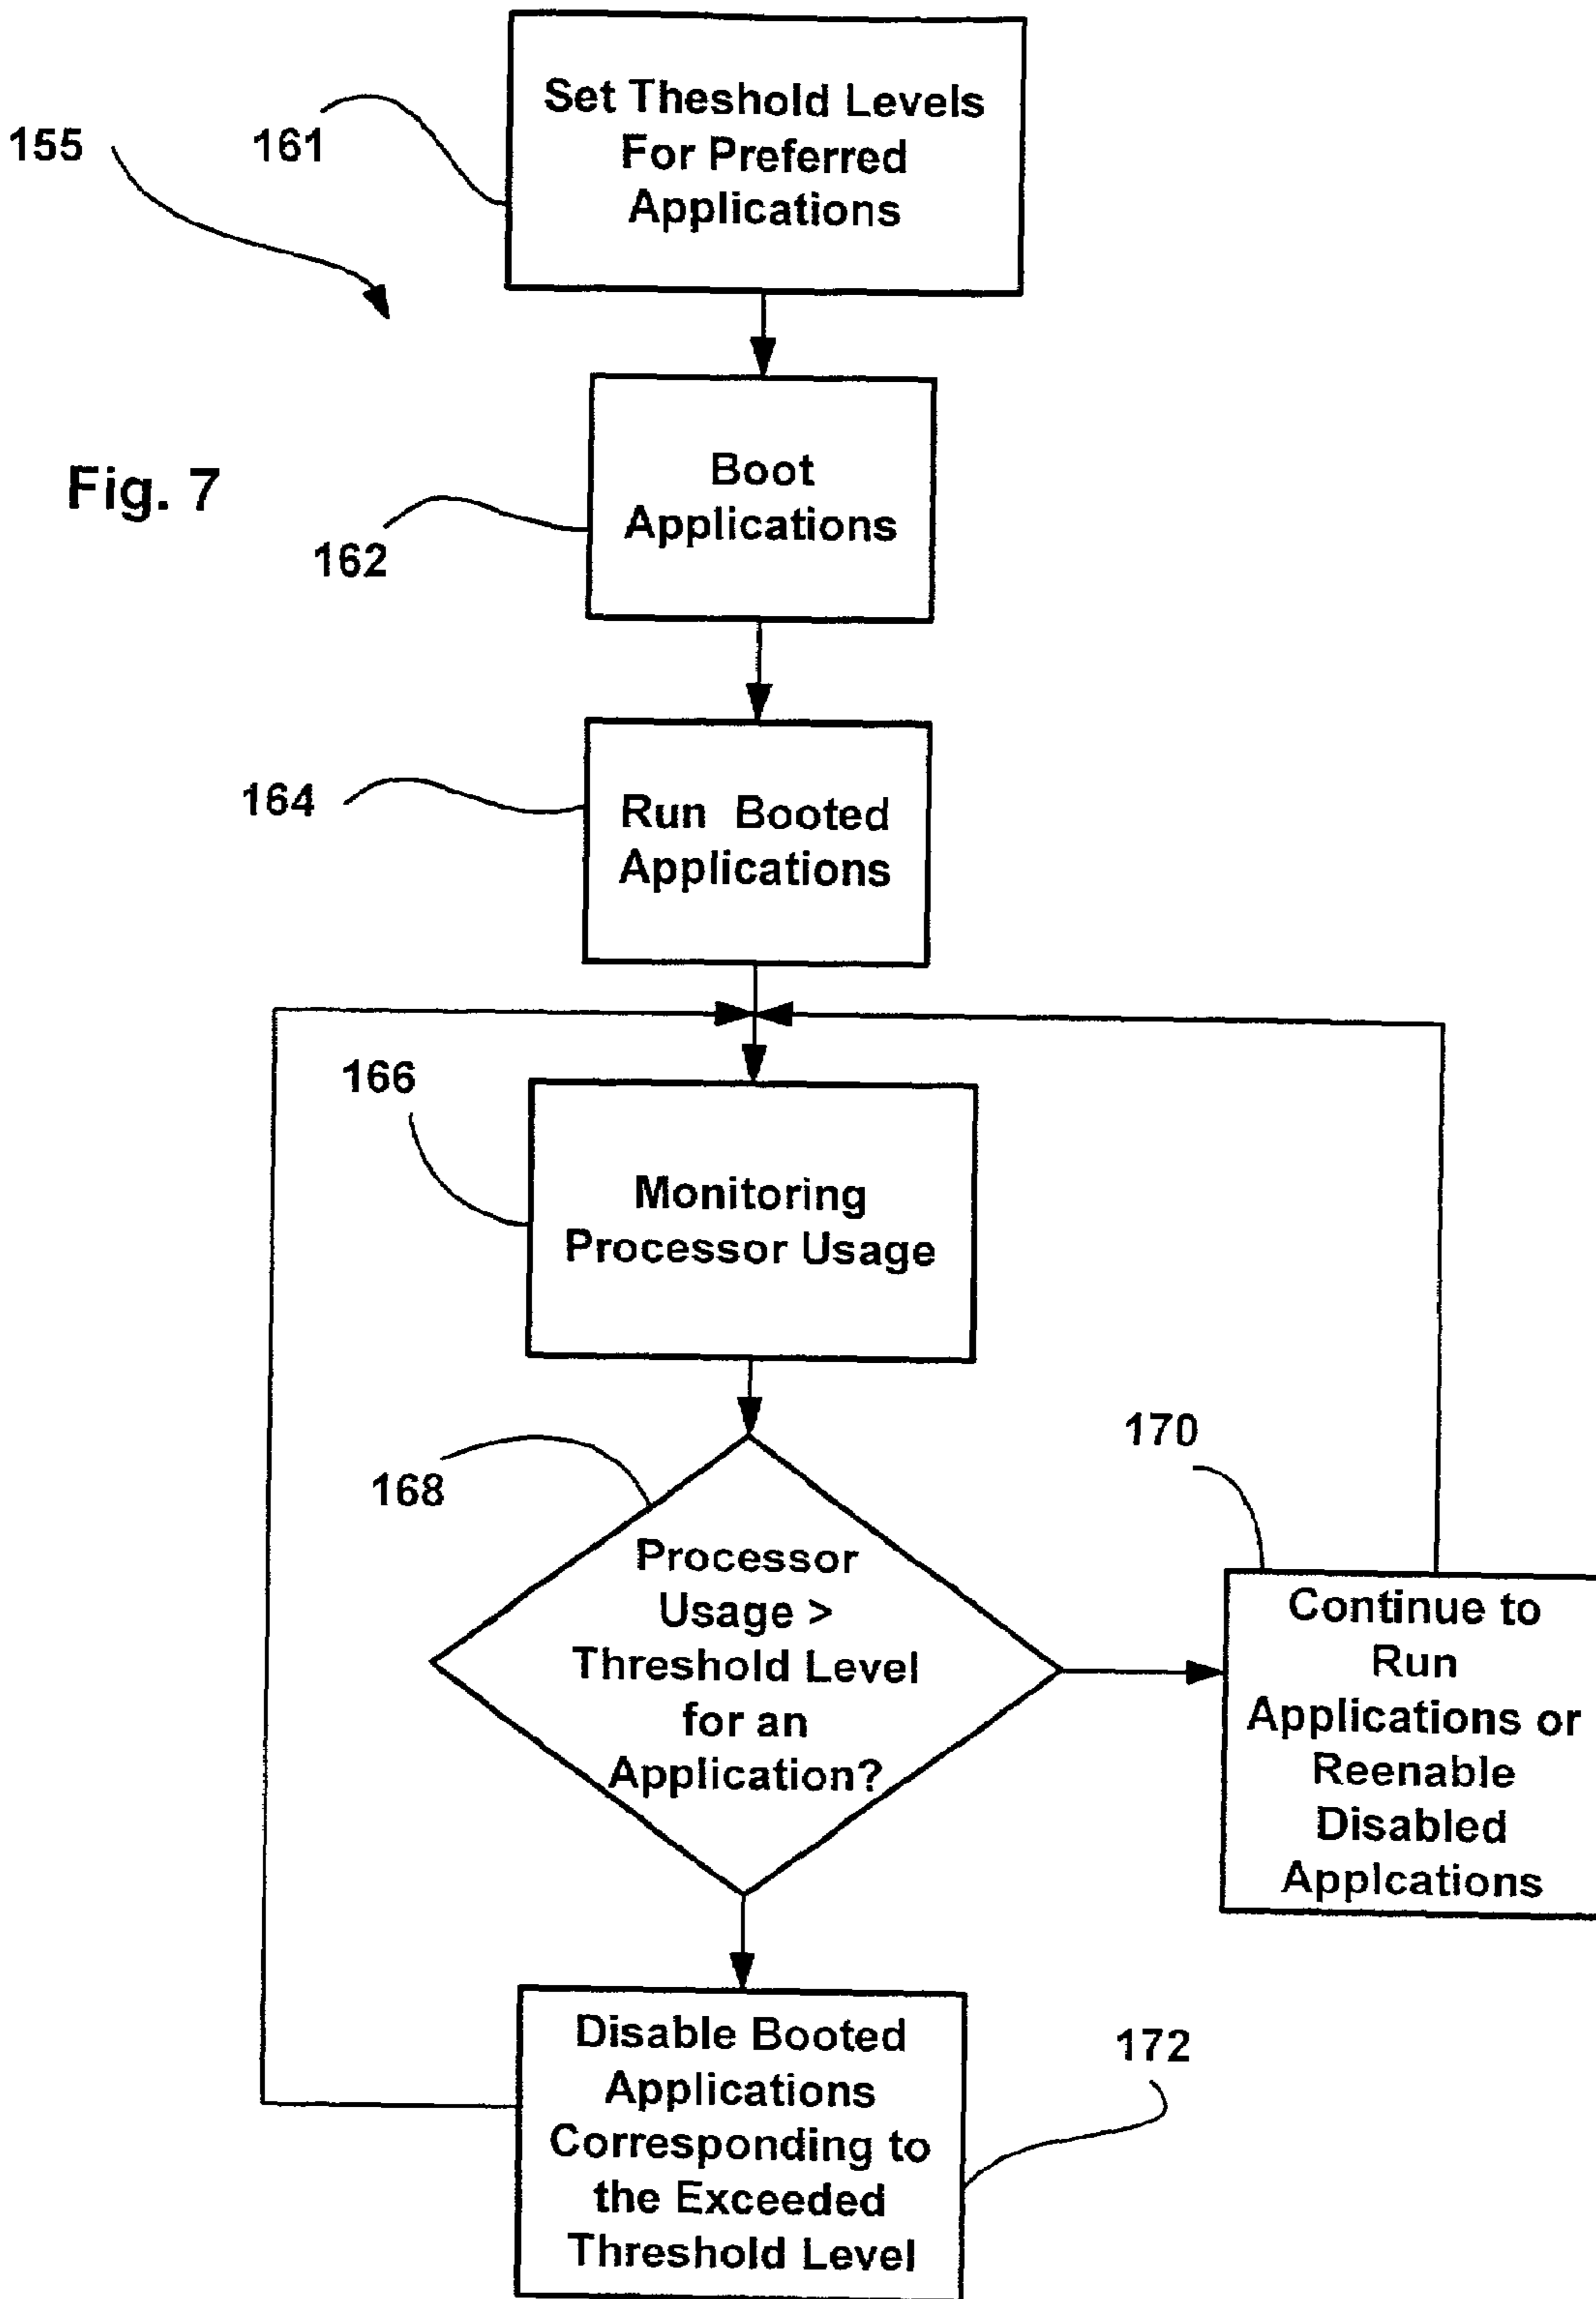 Set Theshold Levels
For Preferred
Applications
155
161
Fig. 7
Boot
Applications
162
164
Run Booted
Applications
166
Monitoring
Processor Usage
168
Processor
Usage >
Threshold Level
for an
Application?
170
Continue to
Run
Applications or
Reenable
Disabled
Applcations
Disable Booted
Applications
Corresponding to
the Exceeded
Threshold Level
172